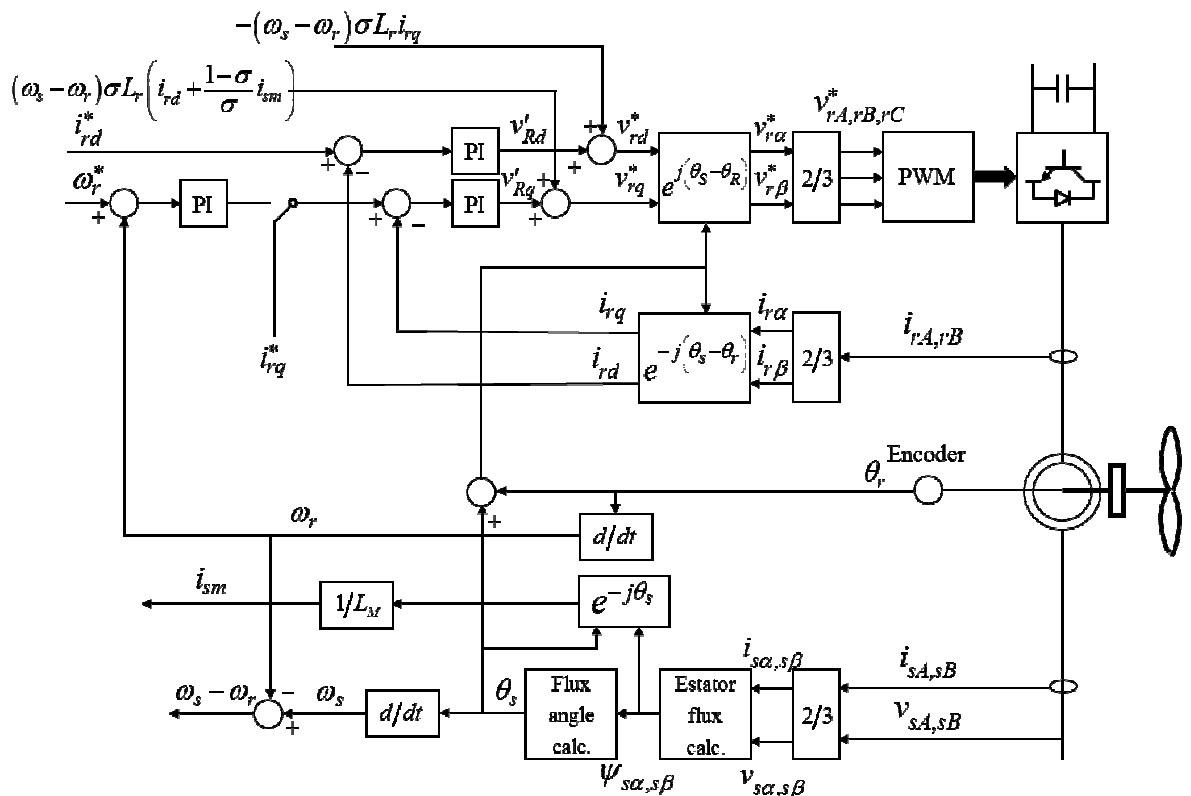 −(ωs − ωr)σLr irq
(ωs − ωr)σLr(ird + (1−σ)/σ ism)
i*rd
+
−
PI
v′Rd
+
+
v*rd
e^j(θS−θR)
v*rα
2/3
v*rA,rB,rC
PWM
ω*r
+
PI
+
−
PI
v′Rq
+
+
v*rq
v*rβ
i*rq
irq
ird
e^−j(θs−θr)
irα
irβ
2/3
irA,rB
Encoder
θr
+
ωr
d/dt
ism
1/LM
e^−jθs
ωs − ωr
−
+
ωs
d/dt
θs
Flux
angle
calc.
ψsα,sβ
Estator
flux
calc.
isα,sβ
vsα,sβ
2/3
isA,sB
vsA,sB